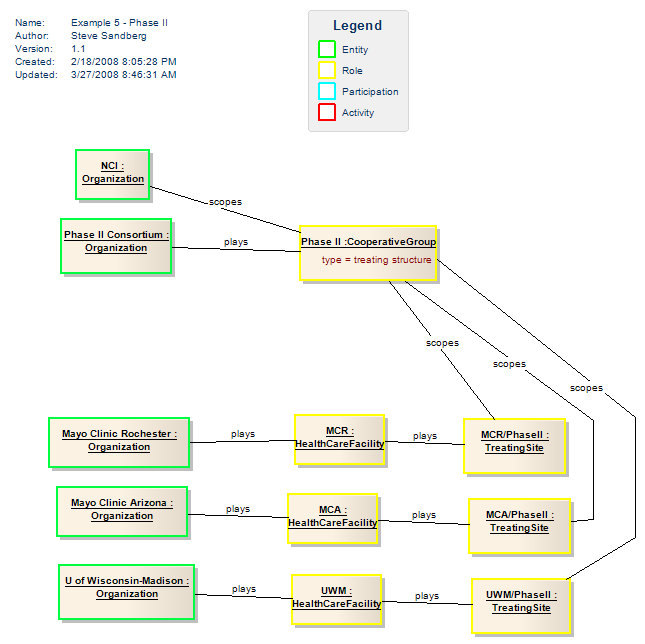 Name: Example 5 - Phase II
Author: Steve Sandberg
Version: 1.1
Created: 2/18/2008 8:05:28 PM
Updated: 3/27/2008 8:46:31 AM
Legend
Entity
Role
Participation
Activity
NCI :
Organization
scopes
Phase II Consortium :
Organization
plays
Phase II :CooperativeGroup
type = treating structure
scopes
scopes
scopes
Mayo Clinic Rochester :
Organization
plays
MCR :
HealthCareFacility
plays
MCR/PhaseII :
TreatingSite
Mayo Clinic Arizona :
Organization
plays
MCA :
HealthCareFacility
plays
MCA/PhaseII :
TreatingSite
U of Wisconsin-Madison :
Organization
plays
UWM :
HealthCareFacility
plays
UWM/PhaseII :
TreatingSite